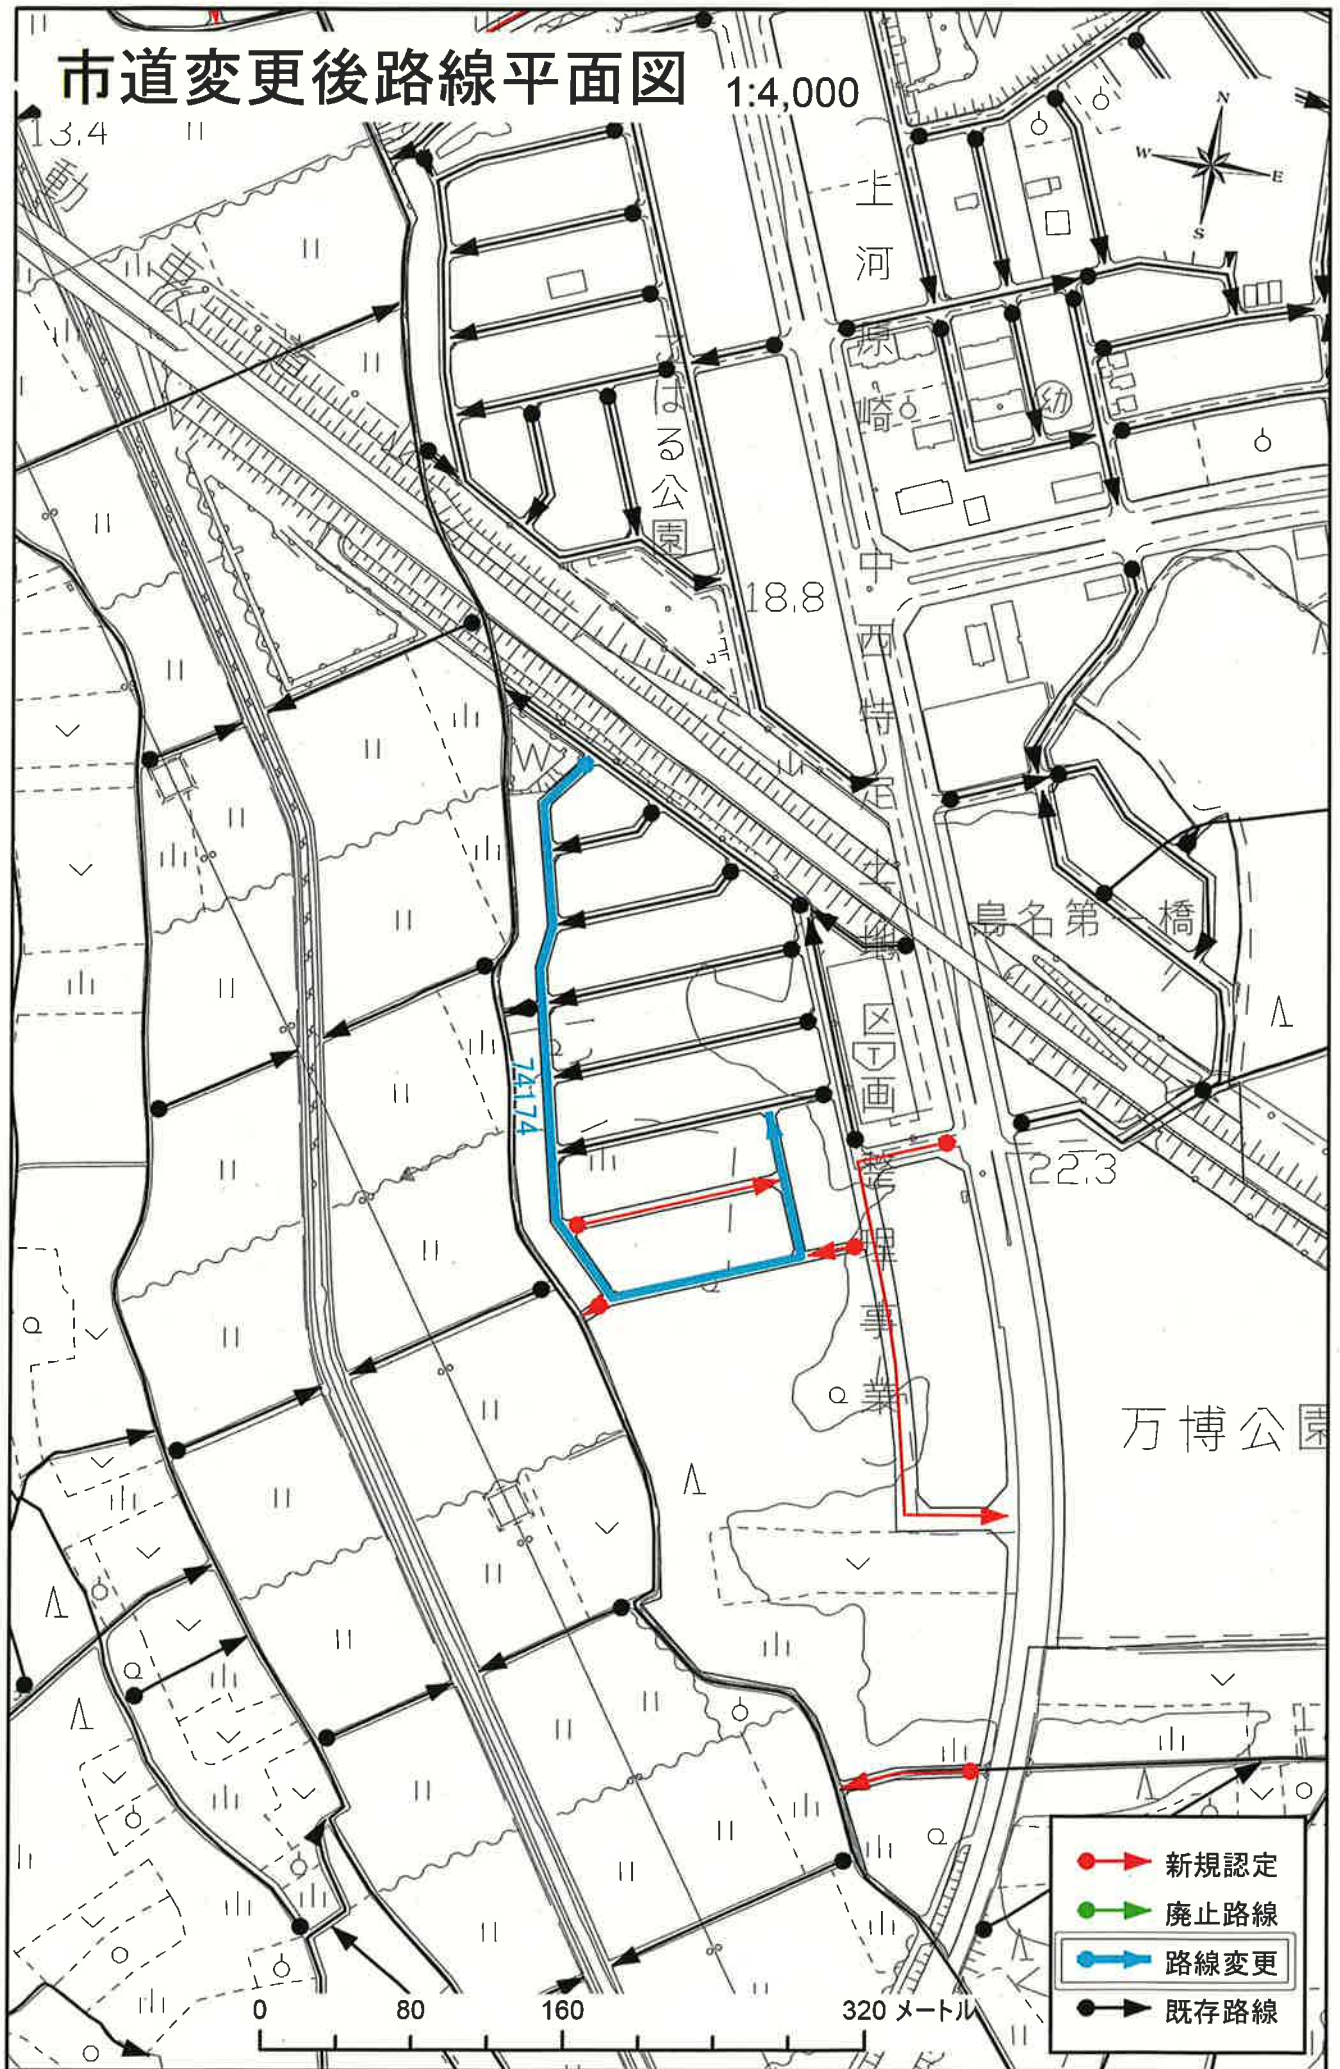 市道変更後路線平面図 1:4,000
13.4
N
W
E
S
上河原崎・中西特定土地区画整理事業
さはる公園
幼
18.8
島名第一橋
T
74174
22.3
万博公園
新規認定
廃止路線
路線変更
既存路線
0 80 160 320 メートル